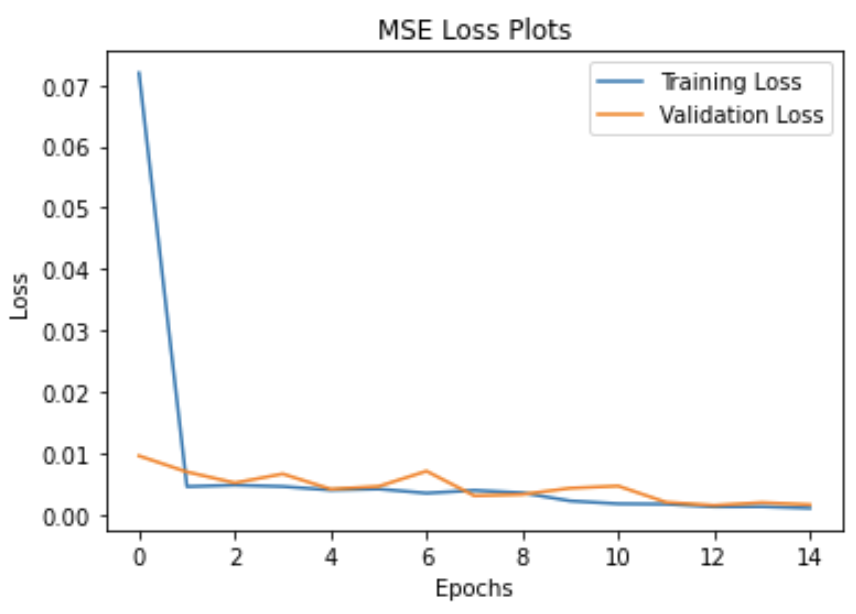 MSE Loss Plots
Training Loss
Validation Loss
0.07
0.06
0.05
0.04
0.03
0.02
0.01
0.00
Loss
0 2 4 6 8 10 12 14
Epochs